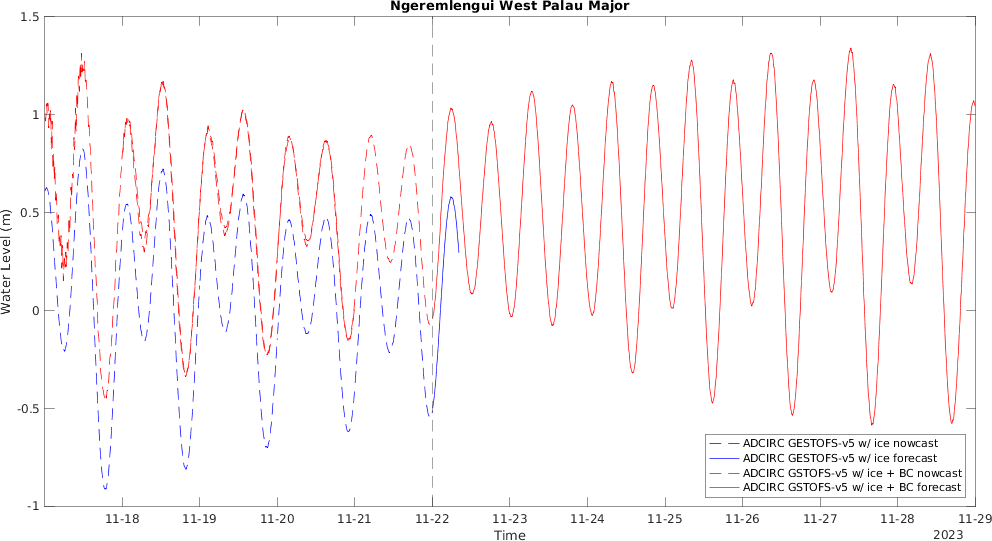 Ngeremlengui West Palau Major
1.5
1
0.5
0
-0.5
-1
Water Level (m)
ADCIRC GESTOFS-v5 w/ ice nowcast
ADCIRC GESTOFS-v5 w/ ice forecast
ADCIRC GSTOFS-v5 w/ ice + BC nowcast
ADCIRC GSTOFS-v5 w/ ice + BC forecast
11-18 11-19 11-20 11-21 11-22 11-23 11-24 11-25 11-26 11-27 11-28 11-29
Time
2023